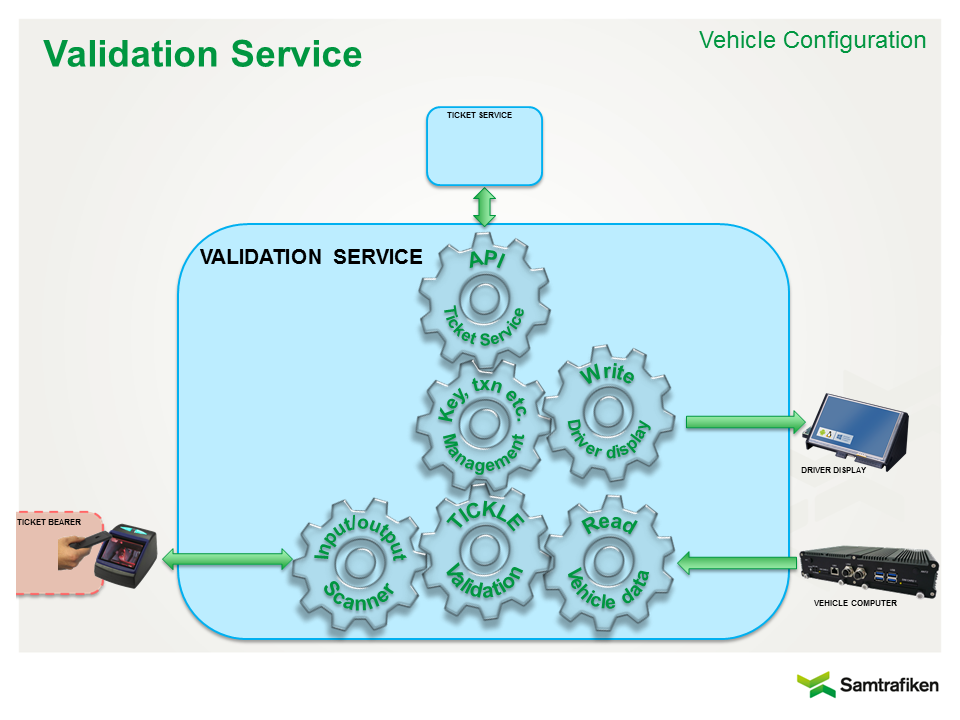 Validation Service
Vehicle Configuration
TICKET SERVICE
VALIDATION SERVICE
API
Ticket Service
Key, txn etc.
Management
Write
Driver display
DRIVER DISPLAY
TICKET BEARER
Input/output
Scanner
TICKLE
Validation
Read
Vehicle data
VEHICLE COMPUTER
Samtrafiken